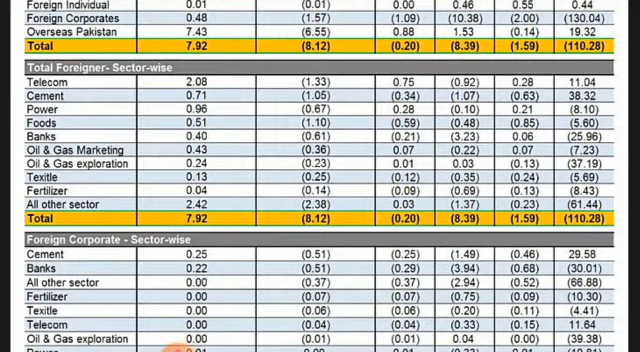 Foreign Individual 0.01 (0.01) 0.00 0.46 0.55 0.44
Foreign Corporates 0.48 (1.57) (1.09) (10.38) (2.00) (130.04)
Overseas Pakistan 7.43 (6.55) 0.88 1.53 (0.14) 19.32
Total 7.92 (8.12) (0.20) (8.39) (1.59) (110.28)
Total Foreigner- Sector-wise
Telecom 2.08 (1.33) 0.75 (0.92) 0.28 11.04
Cement 0.71 (1.05) (0.34) (1.07) (0.63) 38.32
Power 0.96 (0.67) 0.28 (0.10) 0.21 (8.10)
Foods 0.51 (1.10) (0.59) (0.48) (0.85) (5.60)
Banks 0.40 (0.61) (0.21) (3.23) 0.06 (25.96)
Oil & Gas Marketing 0.43 (0.36) 0.07 (0.22) 0.07 (7.23)
Oil & Gas exploration 0.24 (0.23) 0.01 0.03 (0.13) (37.19)
Textitle 0.13 (0.25) (0.12) (0.35) (0.24) (5.69)
Fertilizer 0.04 (0.14) (0.09) (0.69) (0.13) (8.43)
All other sector 2.42 (2.38) 0.03 (1.37) (0.23) (61.44)
Total 7.92 (8.12) (0.20) (8.39) (1.59) (110.28)
Foreign Corporate - Sector-wise
Cement 0.25 (0.51) (0.25) (1.49) (0.46) 29.58
Banks 0.22 (0.51) (0.29) (3.94) (0.68) (30.01)
All other sector 0.00 (0.37) (0.37) (2.94) (0.52) (66.88)
Fertilizer 0.00 (0.07) (0.07) (0.75) (0.09) (10.30)
Textitle 0.00 (0.06) (0.06) (0.20) (0.11) (4.41)
Telecom 0.00 (0.04) (0.04) (0.33) (0.15) 11.64
Oil & Gas exploration 0.00 (0.01) (0.01) 0.04 (0.00) (39.38)